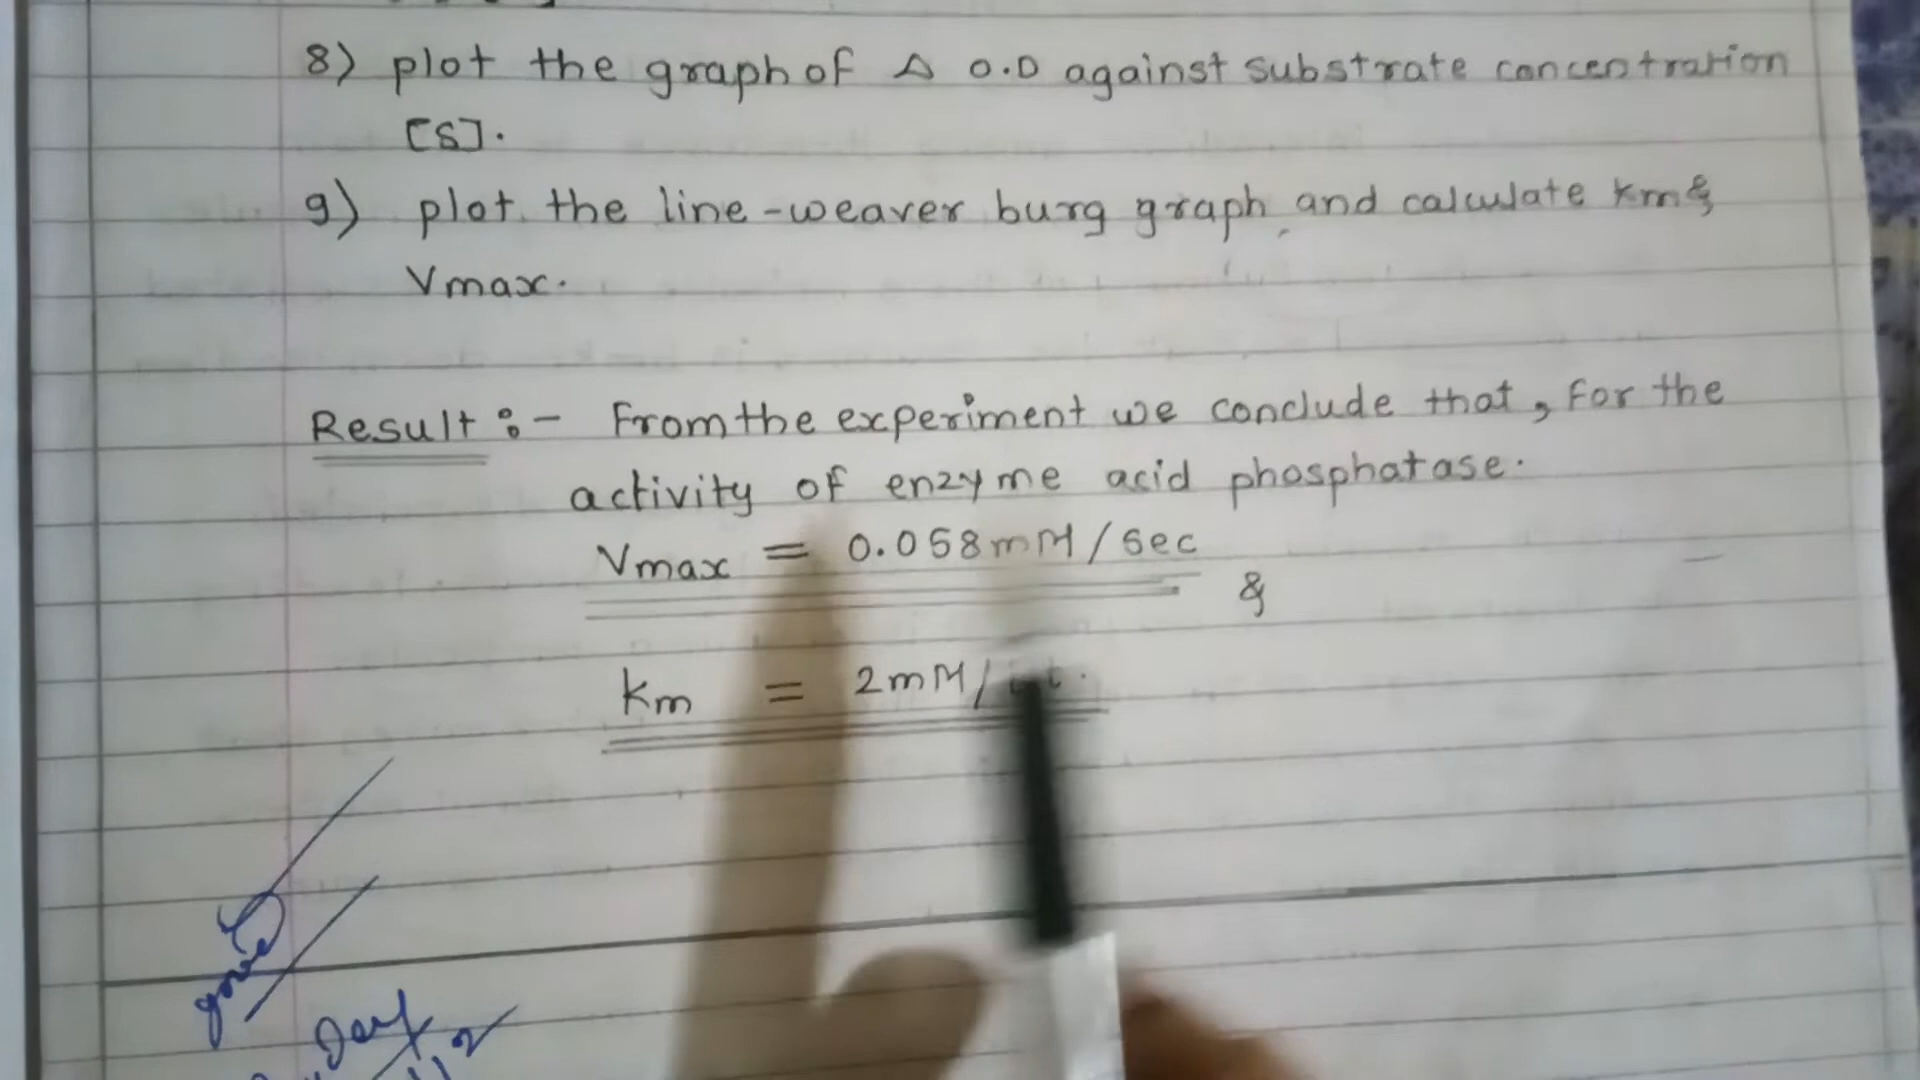 8) plot the graph of Δ O.D against substrate concentration
[S].
9) plot the line-weaver burg graph and calculate km &
Vmax.
Result :- From the experiment we conclude that, for the
activity of enzyme acid phosphatase.
Vmax = 0.058mM/sec
&
km = 2mM/